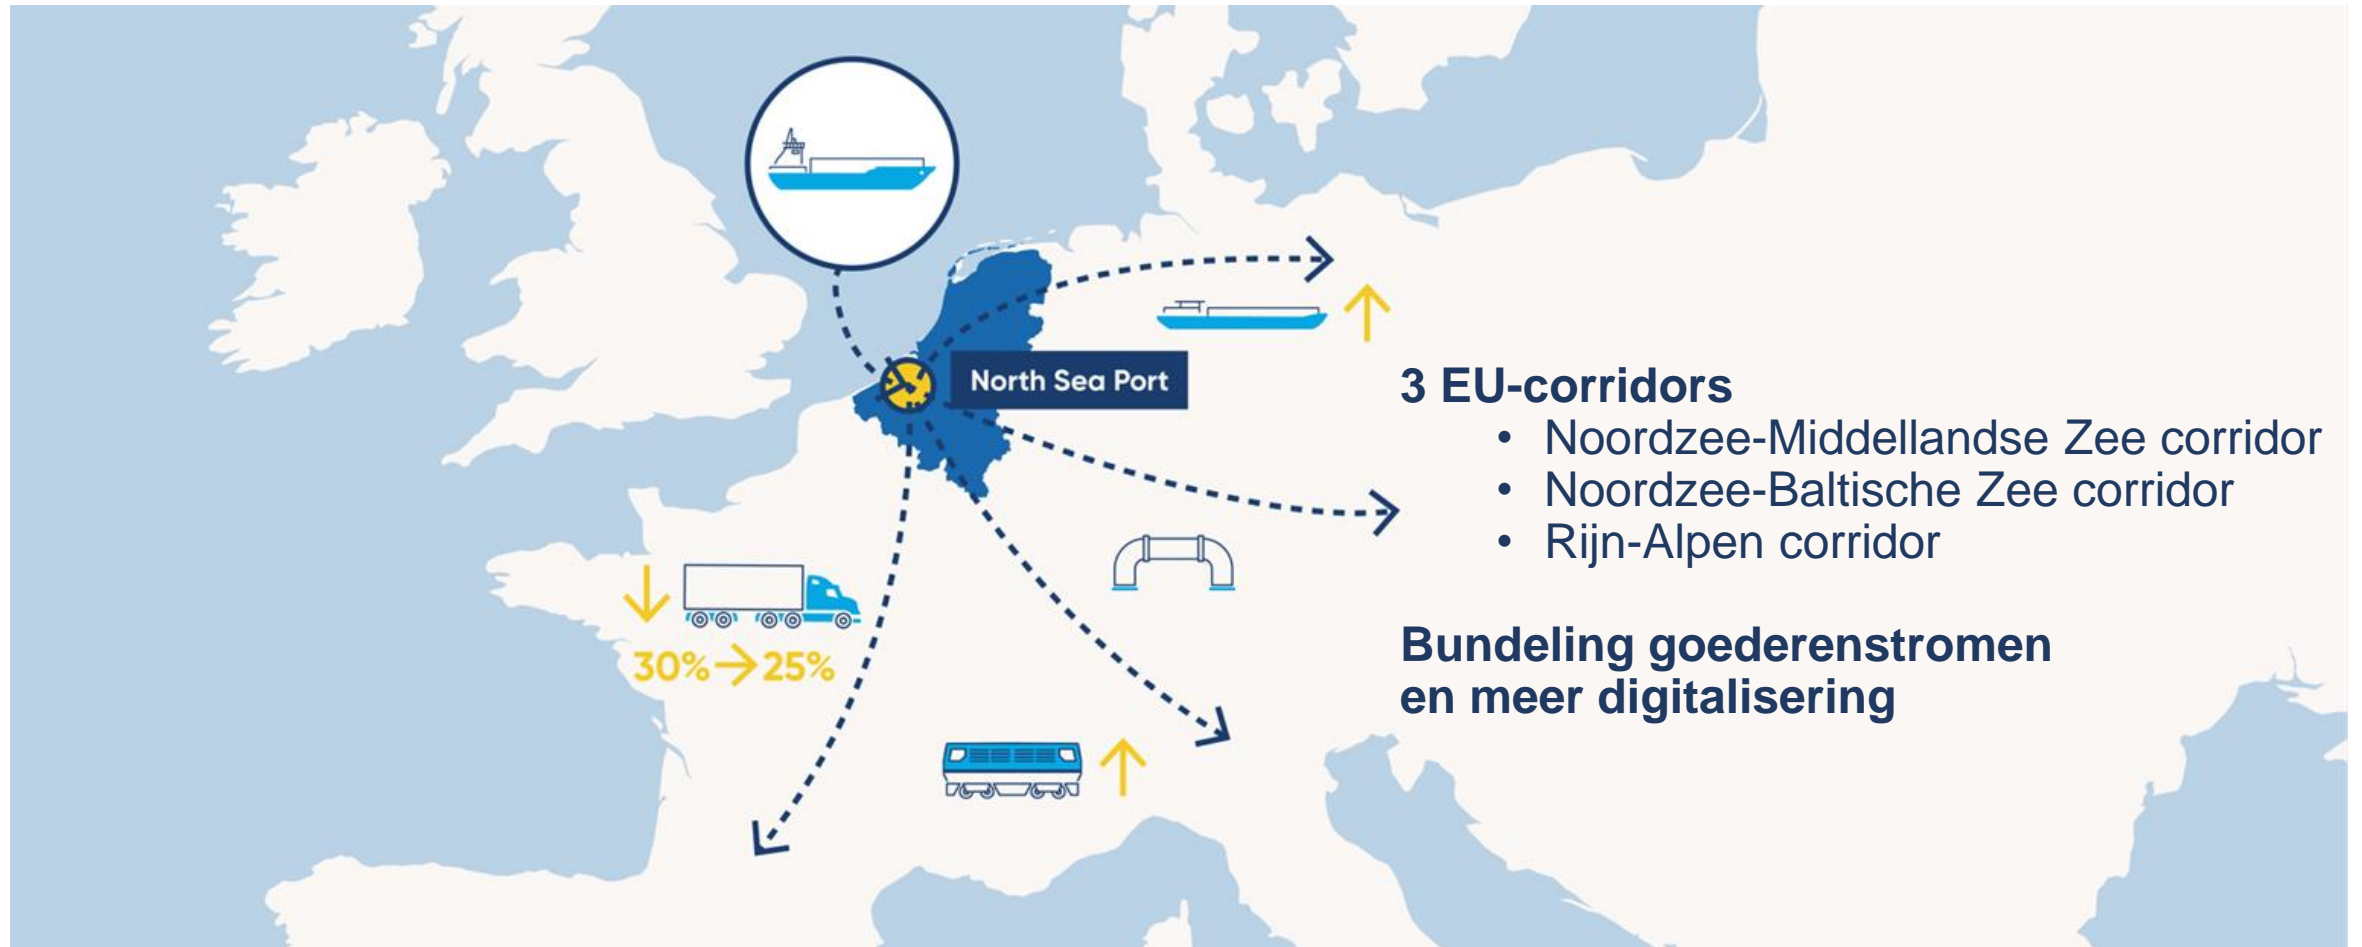 North Sea Port
3 EU-corridors
• Noordzee-Middellandse Zee corridor
• Noordzee-Baltische Zee corridor
• Rijn-Alpen corridor
30%→25%
Bundeling goederenstromen
en meer digitalisering